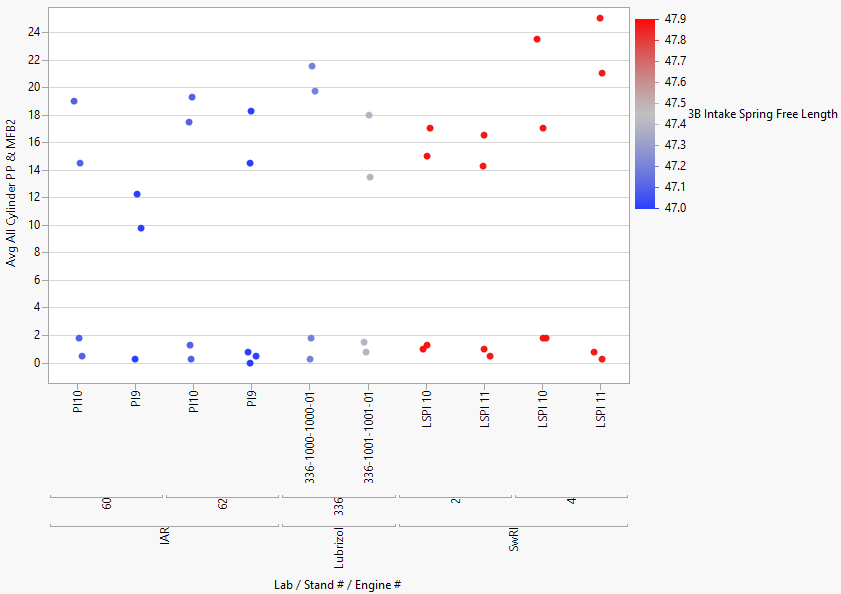 Avg All Cylinder PP & MFB2
24
22
20
18
16
14
12
10
8
6
4
2
0
47.9
47.8
47.7
47.6
47.5
47.4
47.3
47.2
47.1
47.0
3B Intake Spring Free Length
PI10
PI9
PI10
PI9
336-1000-1000-01
336-1001-1001-01
LSPI 10
LSPI 11
LSPI 10
LSPI 11
60
62
336
2
4
IAR
Lubrizol
SwRI
Lab / Stand # / Engine #